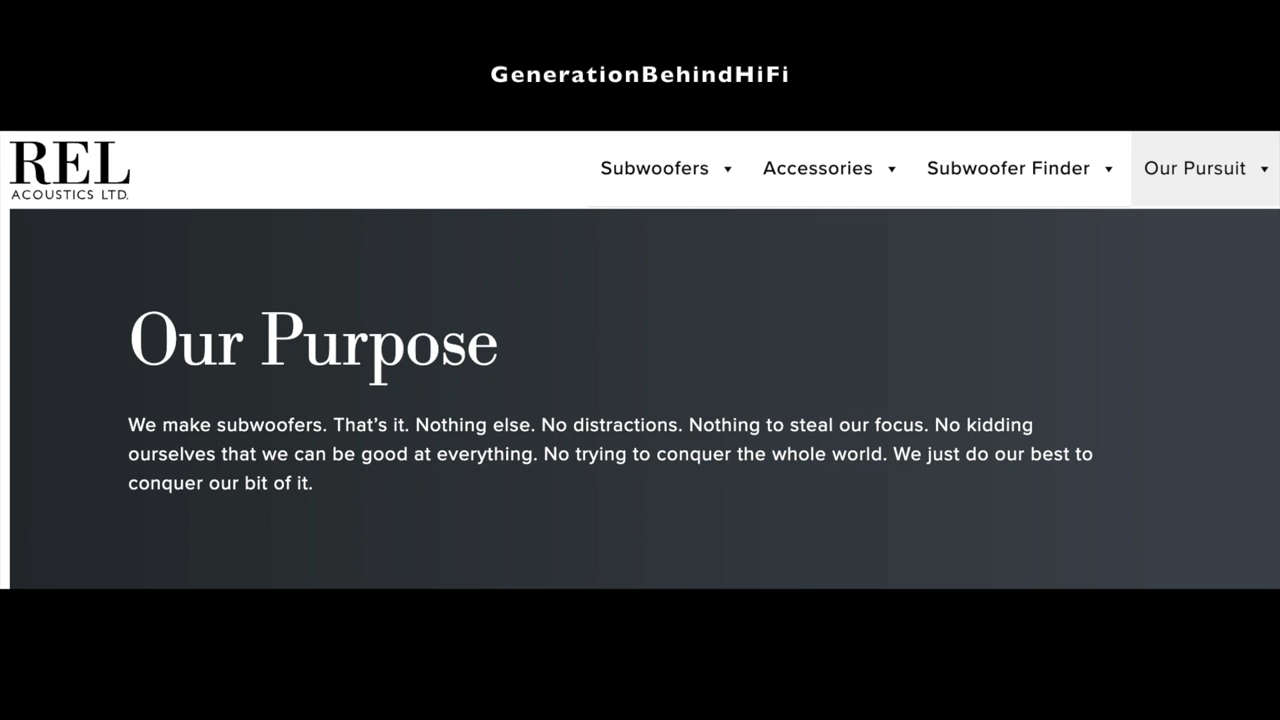 GenerationBehindHiFi
REL
ACOUSTICS LTD.
Subwoofers ▼ Accessories ▼ Subwoofer Finder ▼ Our Pursuit ▼
Our Purpose
We make subwoofers. That’s it. Nothing else. No distractions. Nothing to steal our focus. No kidding
ourselves that we can be good at everything. No trying to conquer the whole world. We just do our best to
conquer our bit of it.